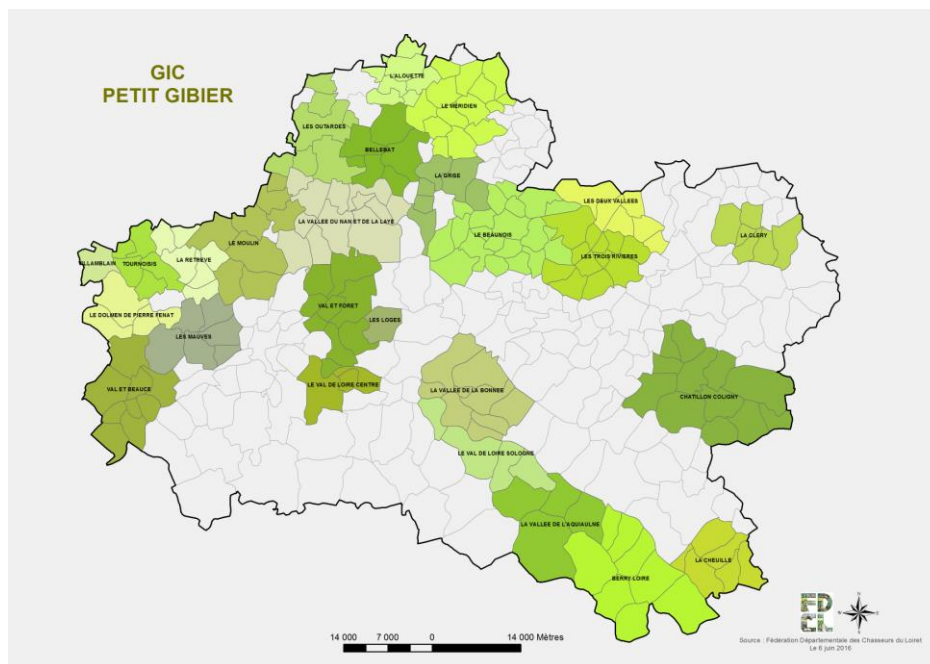 GIC
PETIT GIBIER
L'ALOUETTE
LE MERIDIEN
LES OUTARDES
BELLEBAT
LA GRISE
LES DEUX VALLEES
LA VALLEE DU NAN ET DE LA LAYE
LE BEAUNOIS
LA CLERY
LE MOULIN
LES TROIS RIVIERES
TOURNOISIS
LA RETREVE
VAL ET FORET
LE DOLMEN DE PIERRE FENAT
LES LOGES
LES MAUVES
VAL ET BEAUCE
LE VAL DE LOIRE CENTRE
LA VALLEE DE LA BONNEE
CHATILLON COLIGNY
LE VAL DE LOIRE SOLOGNE
LA VALLEE DE L'AQUIAULNE
LA CHEUILLE
BERRY LOIRE
14 000 7 000 0 14 000 Mètres
Source : Fédération Départementale des Chasseurs du Loiret
Le 6 juin 2016